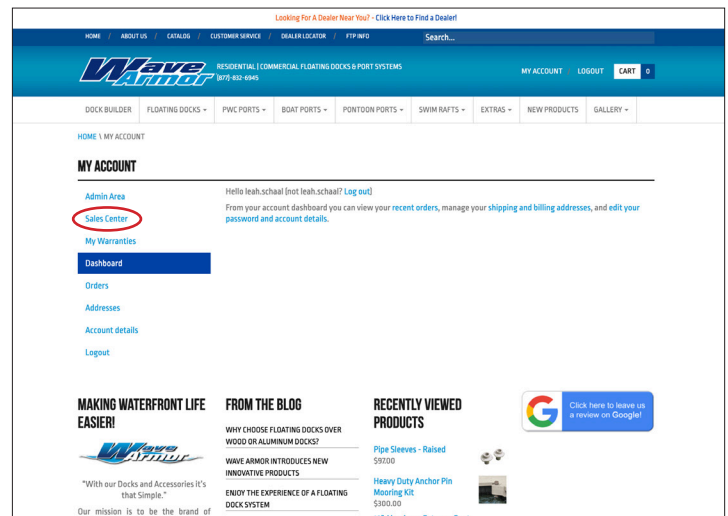 Looking For A Dealer Near You? - Click Here to Find a Dealer!
HOME / ABOUT US / CATALOG / CUSTOMER SERVICE / DEALER LOCATOR / FTP INFO
Search...
Wave Armor
RESIDENTIAL | COMMERCIAL FLOATING DOCKS & PORT SYSTEMS
(877)-832-6945
MY ACCOUNT LOGOUT CART 0
DOCK BUILDER FLOATING DOCKS PWC PORTS BOAT PORTS PONTOON PORTS SWIM RAFTS EXTRAS NEW PRODUCTS GALLERY
HOME \ MY ACCOUNT
MY ACCOUNT
Admin Area
Sales Center
My Warranties
Dashboard
Orders
Addresses
Account details
Logout
Hello leah.schaal (not leah.schaal? Log out)
From your account dashboard you can view your recent orders, manage your shipping and billing addresses, and edit your
password and account details.
MAKING WATERFRONT LIFE
EASIER!
Wave Armor
"With our Docks and Accessories it's
that Simple."
Our mission is to be the brand of
FROM THE BLOG
WHY CHOOSE FLOATING DOCKS OVER
WOOD OR ALUMINUM DOCKS?
WAVE ARMOR INTRODUCES NEW
INNOVATIVE PRODUCTS
ENJOY THE EXPERIENCE OF A FLOATING
DOCK SYSTEM
RECENTLY VIEWED
PRODUCTS
Pipe Sleeves - Raised
$97.00
Heavy Duty Anchor Pin
Mooring Kit
$300.00
G
Click here to leave us
a review on Google!